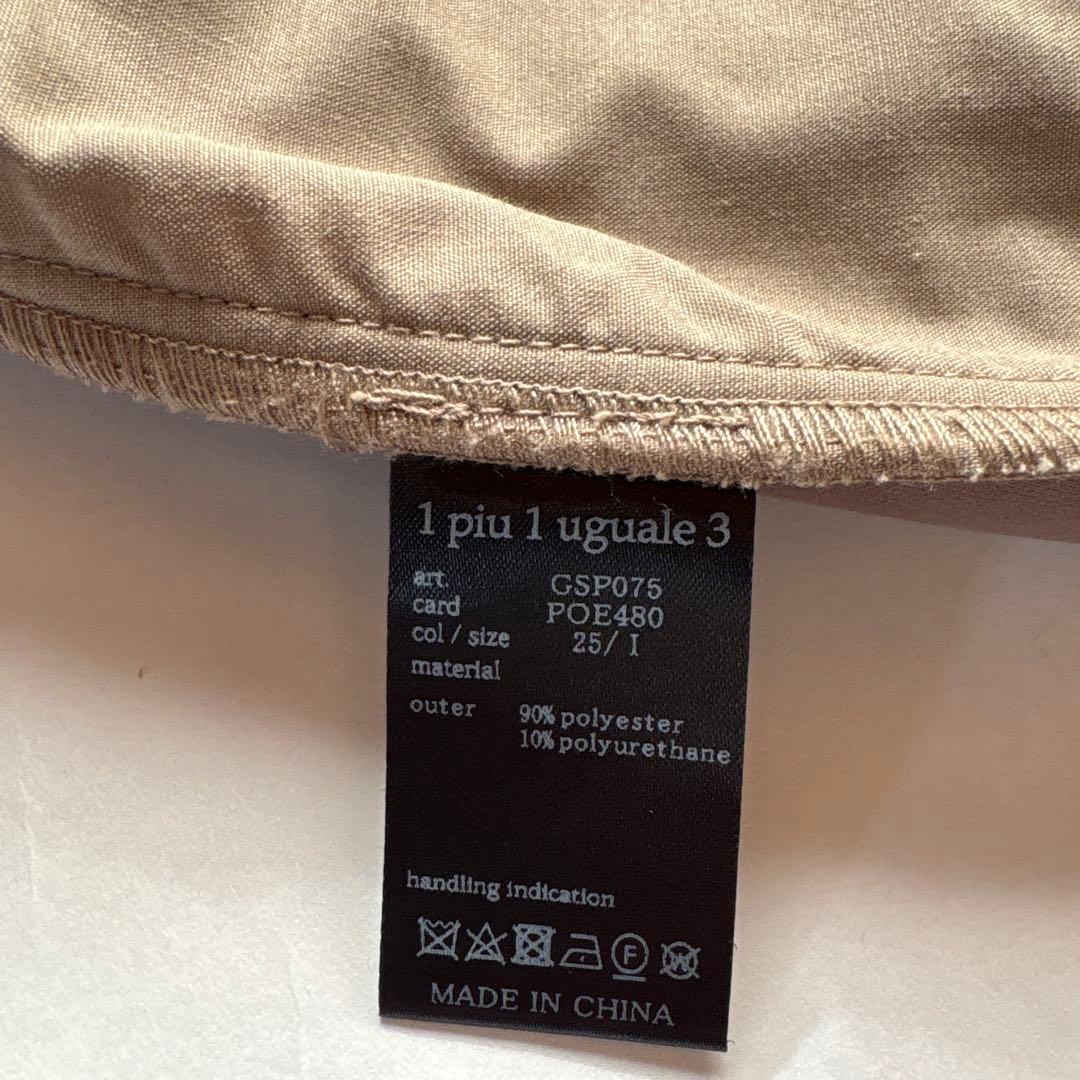 1 piu 1 uguale 3
art. GSP075
card POE480
col / size 25/ I
material
outer 90% polyester
10% polyurethane
handling indication
F W
MADE IN CHINA